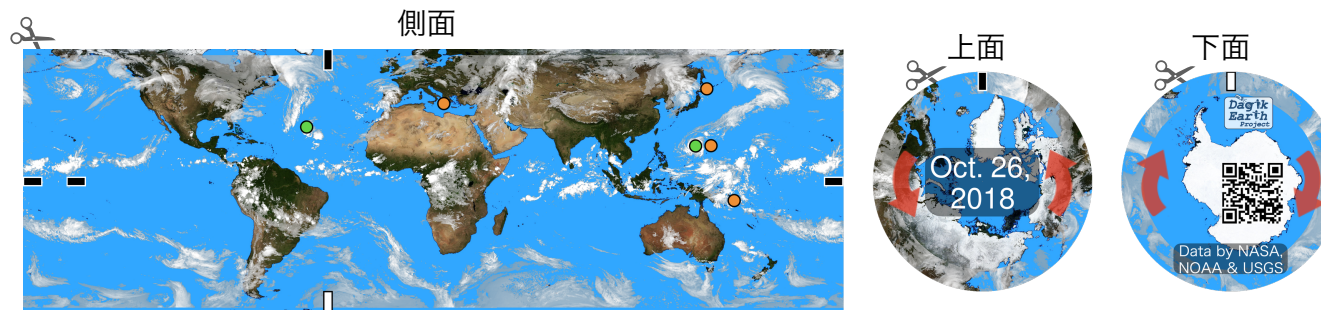 側面
上面
下面
Oct. 26,
2018
Dagik
Earth
Project
Data by NASA,
NOAA & USGS